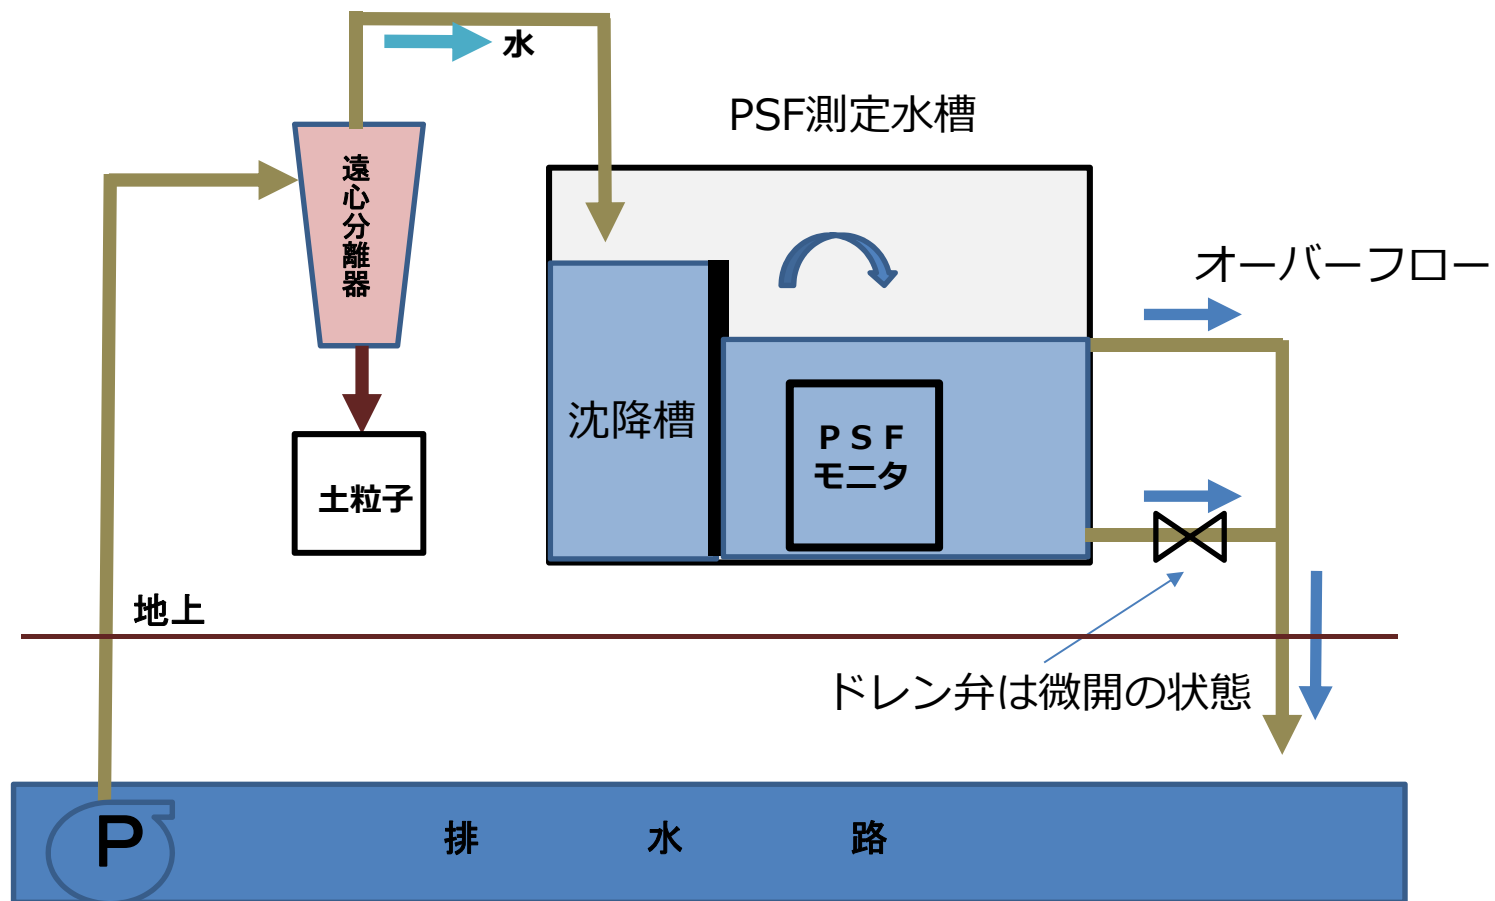 水
PSF測定水槽
遠心分離器
オーバーフロー
沈降槽
ＰＳＦ
モニタ
土粒子
地上
ドレン弁は微開の状態
P
排水路